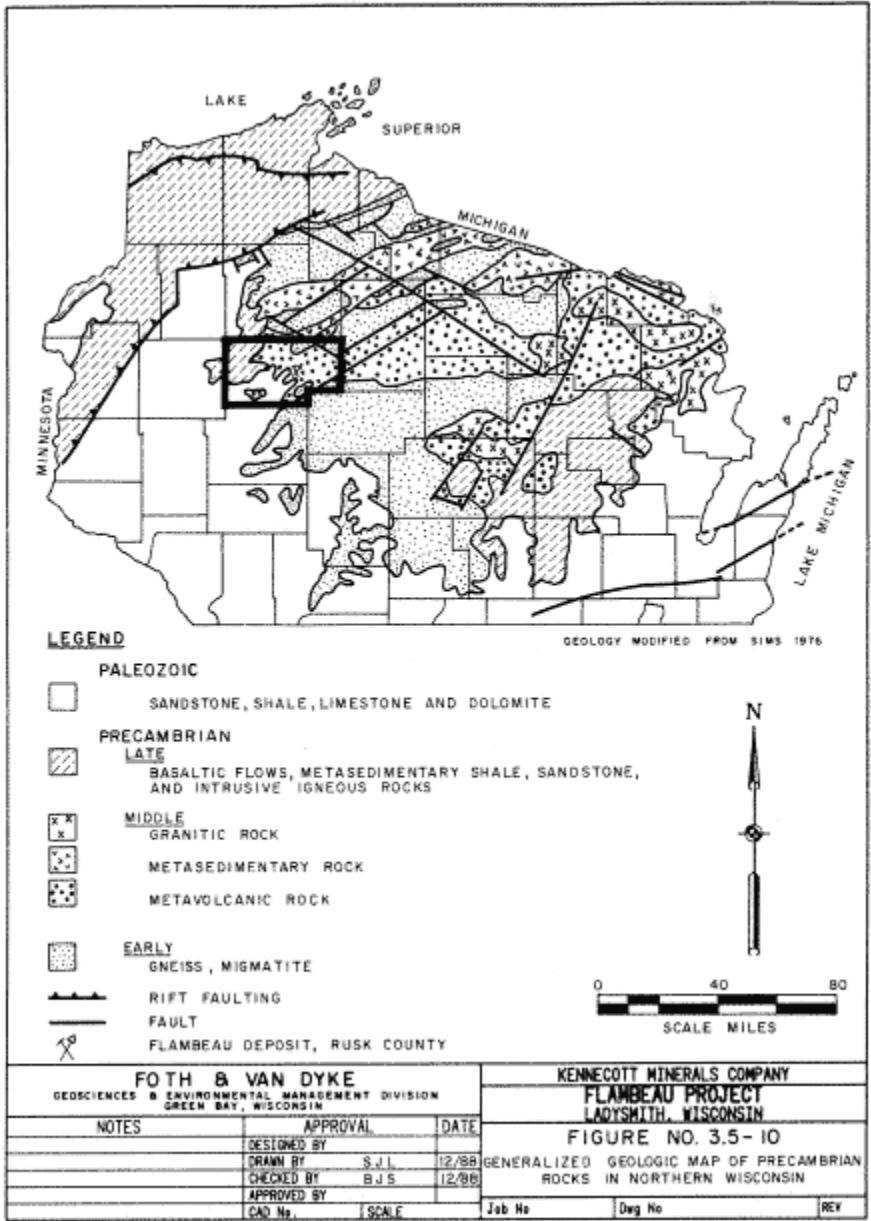 LAKE
SUPERIOR
MICHIGAN
MINNESOTA
LAKE MICHIGAN
GEOLOGY MODIFIED FROM SIMS 1976
LEGEND
PALEOZOIC
SANDSTONE, SHALE, LIMESTONE AND DOLOMITE
PRECAMBRIAN
LATE
BASALTIC FLOWS, METASEDIMENTARY SHALE, SANDSTONE,
AND INTRUSIVE IGNEOUS ROCKS
MIDDLE
GRANITIC ROCK
METASEDIMENTARY ROCK
METAVOLCANIC ROCK
EARLY
GNEISS, MIGMATITE
RIFT FAULTING
FAULT
FLAMBEAU DEPOSIT, RUSK COUNTY
N
0 40 80
SCALE MILES
FOTH & VAN DYKE
GEOSCIENCES & ENVIRONMENTAL MANAGEMENT DIVISION
GREEN BAY, WISCONSIN
NOTES APPROVAL DATE
DESIGNED BY
DRAWN BY SJL 12/88
CHECKED BY BJS 12/88
APPROVED BY
CAD No. SCALE
KENNECOTT MINERALS COMPANY
FLAMBEAU PROJECT
LADYSMITH, WISCONSIN
FIGURE NO. 3.5-10
GENERALIZED GEOLOGIC MAP OF PRECAMBRIAN
ROCKS IN NORTHERN WISCONSIN
Job No Dwg No REV